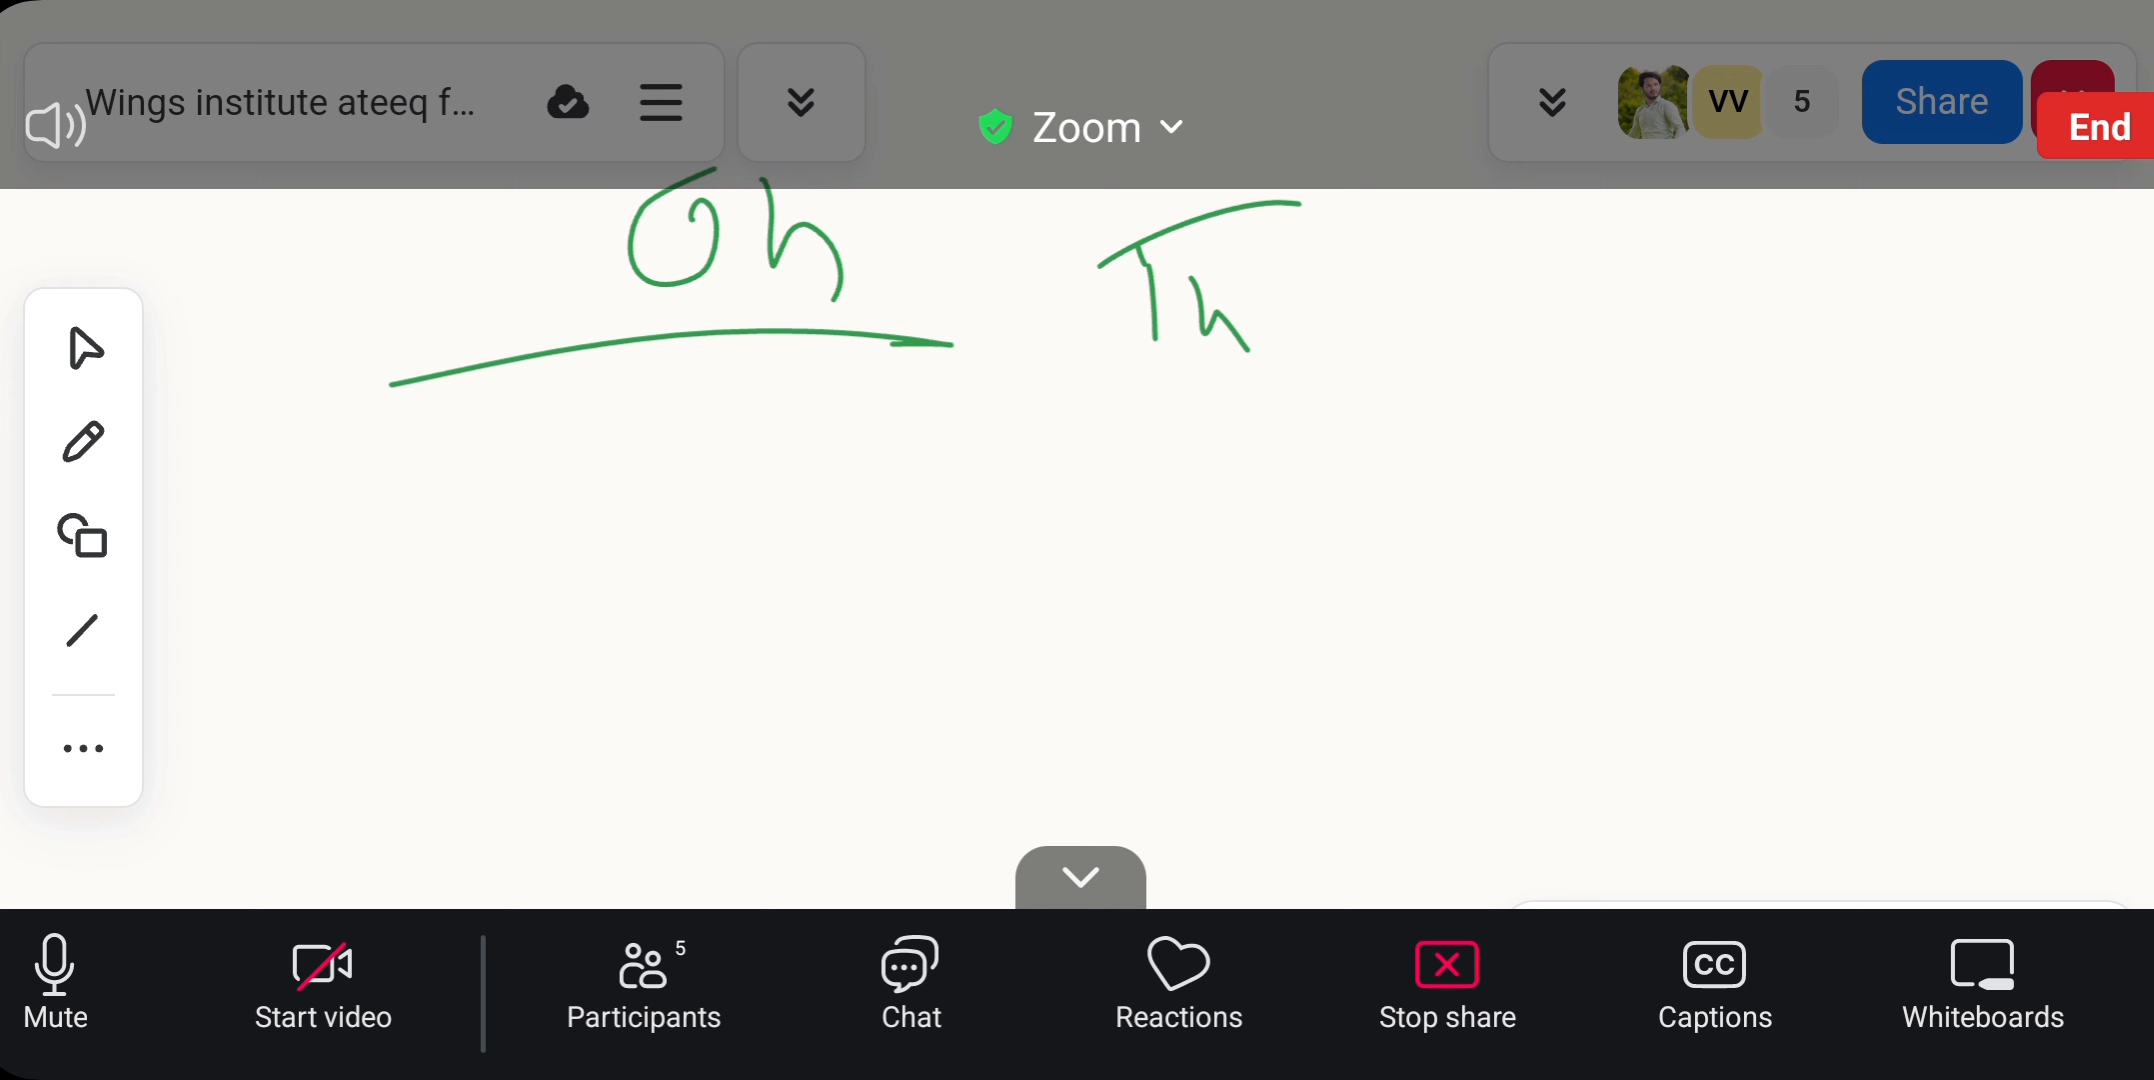 Wings institute ateeq f...
Zoom
VV
5
Share
End
Oh
Th
5
Mute
Start video
Participants
Chat
Reactions
Stop share
CC
Captions
Whiteboards